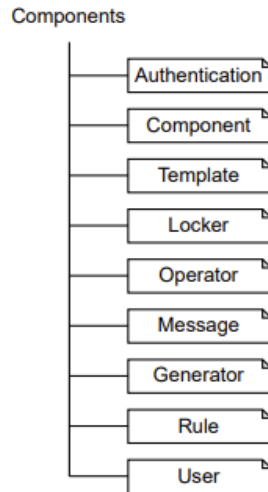 Components
Authentication
Component
Template
Locker
Operator
Message
Generator
Rule
User